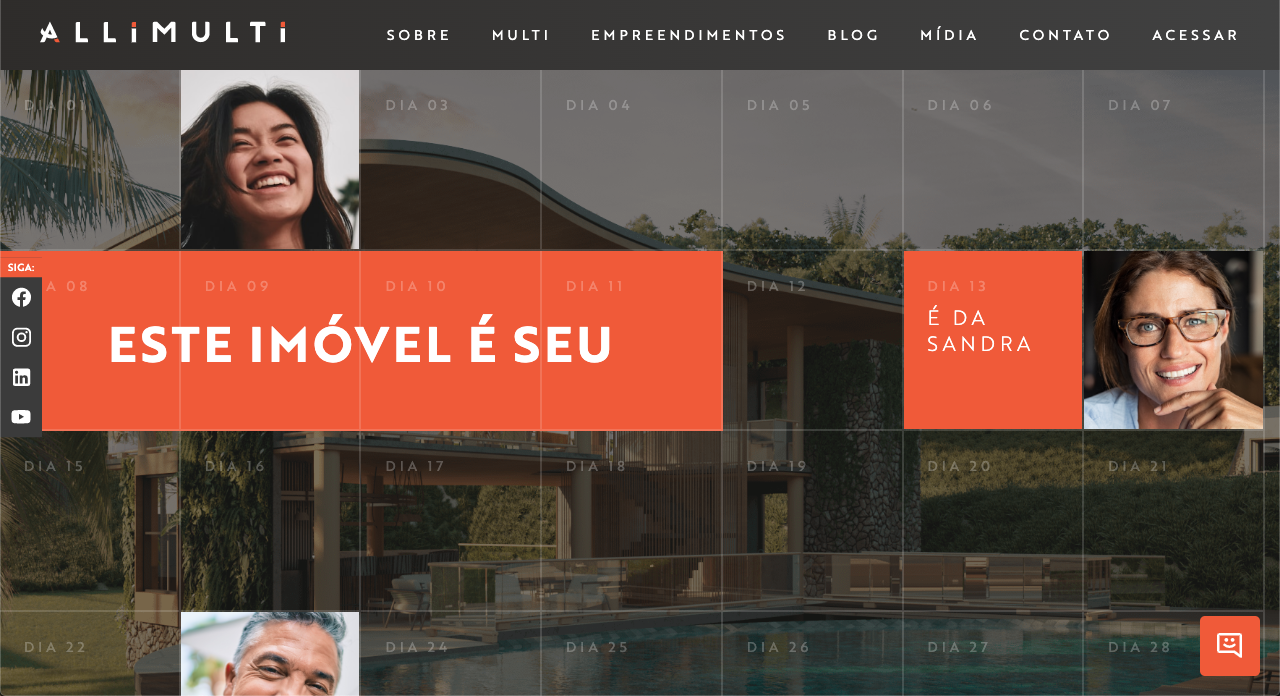 ALLiMULTi
SOBRE MULTI EMPREENDIMENTOS BLOG MÍDIA CONTATO ACESSAR
DIA 01 DIA 03 DIA 04 DIA 05 DIA 06 DIA 07
SIGA:
A 08 DIA 09 DIA 10 DIA 11 DIA 12 DIA 13
ESTE IMÓVEL É SEU
É DA
SANDRA
DIA 15 DIA 16 DIA 17 DIA 18 DIA 19 DIA 20 DIA 21
DIA 22 DIA 24 DIA 25 DIA 26 DIA 27 DIA 28